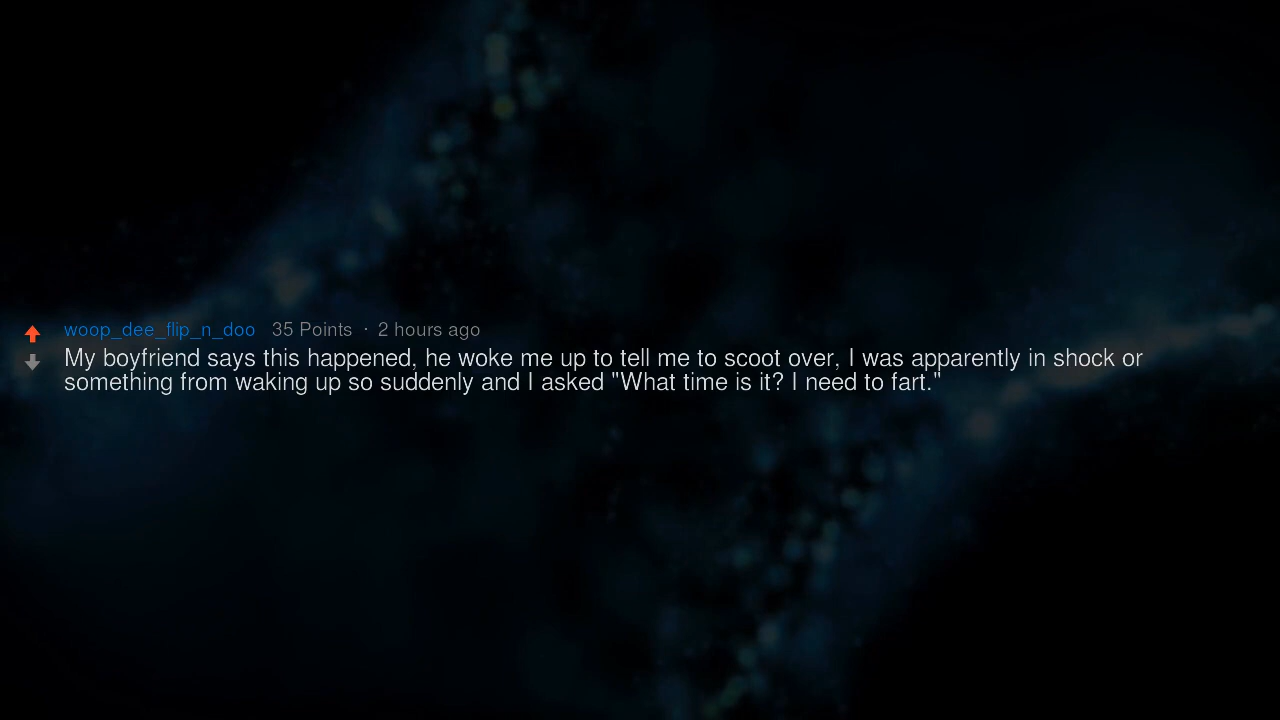 woop_dee_flip_n_doo 35 Points · 2 hours ago
My boyfriend says this happened, he woke me up to tell me to scoot over, I was apparently in shock or
something from waking up so suddenly and I asked "What time is it? I need to fart."